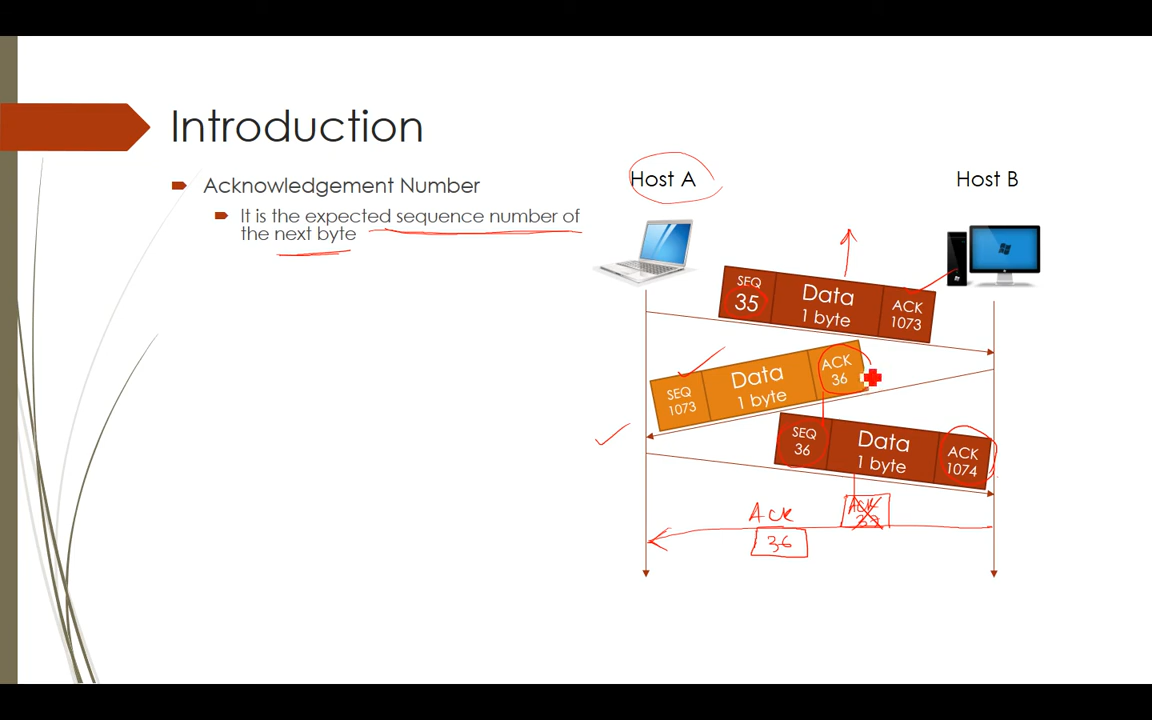 Introduction
Acknowledgement Number
It is the expected sequence number of
the next byte
Host A
Host B
SEQ
35
Data
1 byte
ACK
1073
SEQ
1073
Data
1 byte
ACK
36
SEQ
36
Data
1 byte
ACK
1074
Ack
36
ACK
37